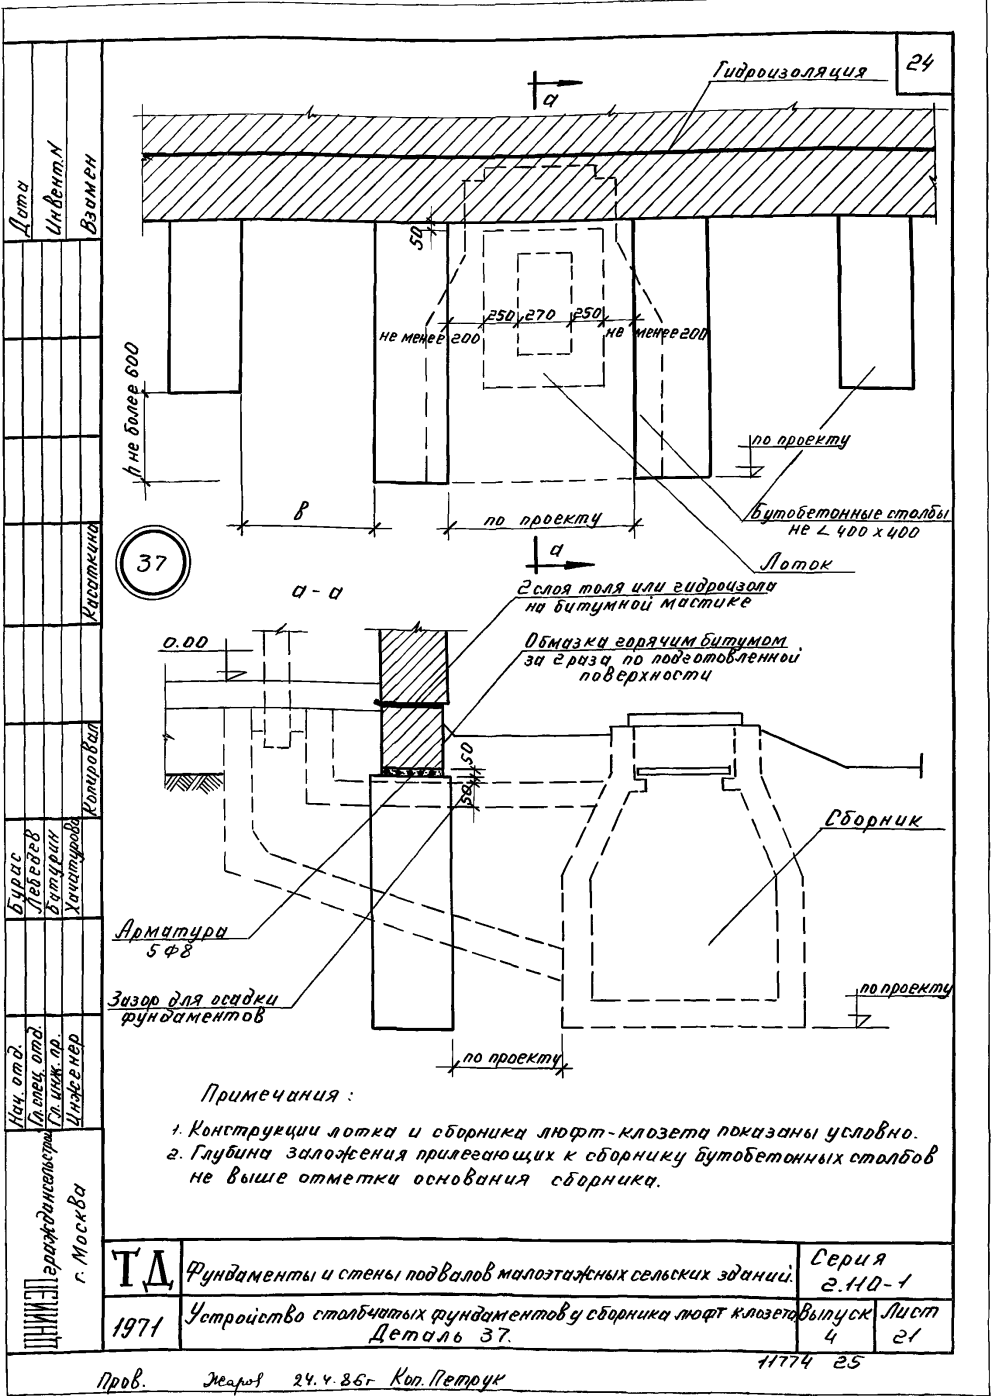 24
Гидроизоляция
а
50
250 270 250
не менее 200
не менее 200
h не более 600
по проекту
в
по проекту
Бутобетонные столбы
не ∠ 400 х 400
Лоток
37
а
а - а
2 слоя толя или гидроизола
на битумной мастике
0.00
Обмазка горячим битумом
за 2 раза по подготовленной
поверхности
50
50
Сборник
Арматура
5 Ф 8
Зазор для осадки
фундаментов
по проекту
по проекту
Примечания :
1. Конструкции лотка и сборника люфт-клозета показаны условно.
2. Глубина заложения прилегающих к сборнику бутобетонных столбов
не выше отметки основания сборника.
Дата
Инвент.N
Взамен
Касаткина
Копировал
Бурас
Лебедев
Батурин
Хачатурова
Нач. отд.
Гл. спец. отд.
Гл. инж. пр.
Инженер
ЦНИИЭП граждансельстрой
г. Москва
ТД
1971
Фундаменты и стены подвалов малоэтажных сельских зданий.
Серия
2.110-1
Устройство столбчатых фундаментов у сборника люфт клозета
Деталь 37.
Выпуск
4
Лист
21
11774 25
Пров. Жаров 24.4.86г Коп. Петрук